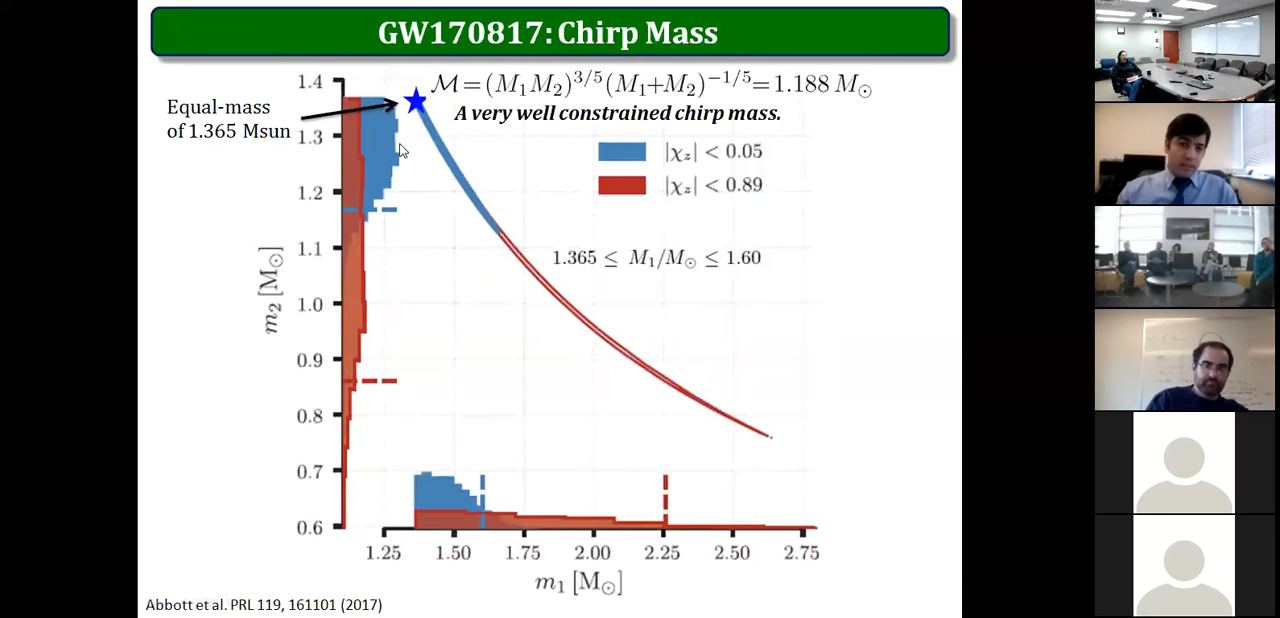 GW170817: Chirp Mass
ℳ=(M₁M₂)^{3/5}(M₁+M₂)^{−1/5}=1.188 M⊙
A very well constrained chirp mass.
Equal-mass
of 1.365 Msun
|χz| < 0.05
|χz| < 0.89
1.365 ≤ M₁/M⊙ ≤ 1.60
1.4
1.3
1.2
1.1
1.0
0.9
0.8
0.7
0.6
m₂ [M⊙]
1.25 1.50 1.75 2.00 2.25 2.50 2.75
m₁ [M⊙]
Abbott et al. PRL 119, 161101 (2017)